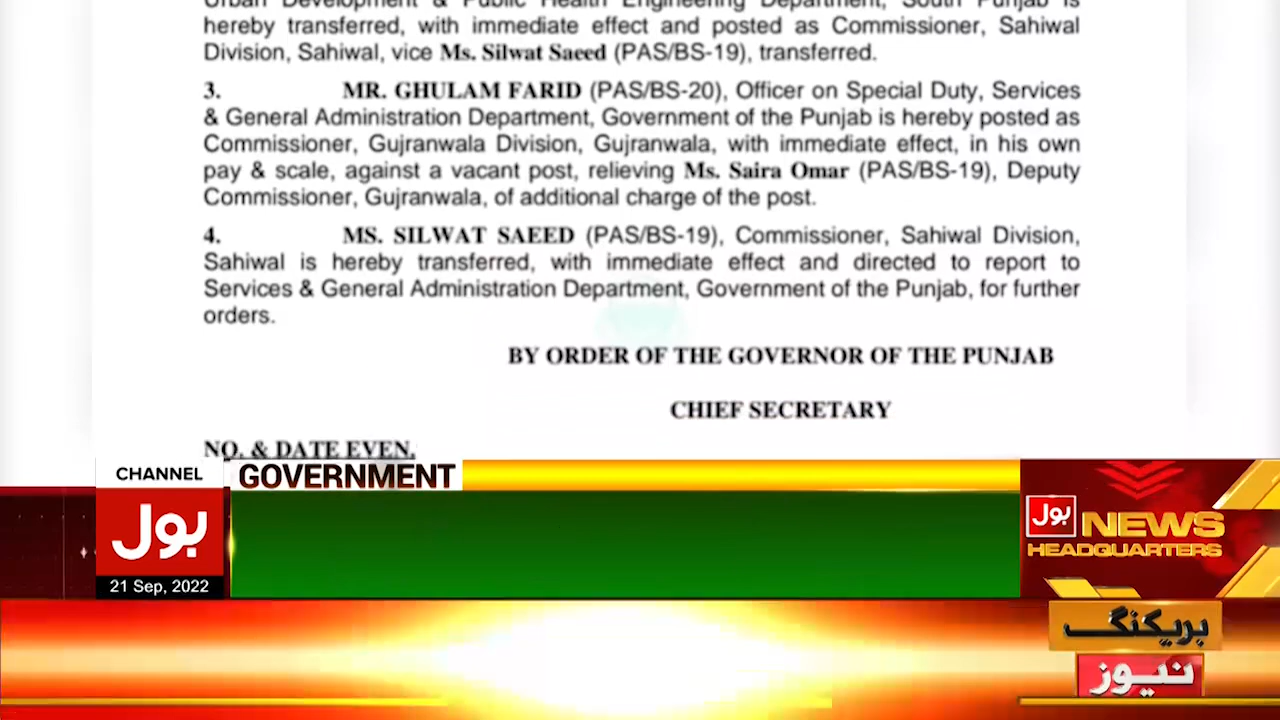 Urban Development & Public Health Engineering Department, South Punjab is
hereby transferred, with immediate effect and posted as Commissioner, Sahiwal
Division, Sahiwal, vice Ms. Silwat Saeed (PAS/BS-19), transferred.
3. MR. GHULAM FARID (PAS/BS-20), Officer on Special Duty, Services
& General Administration Department, Government of the Punjab is hereby posted as
Commissioner, Gujranwala Division, Gujranwala, with immediate effect, in his own
pay & scale, against a vacant post, relieving Ms. Saira Omar (PAS/BS-19), Deputy
Commissioner, Gujranwala, of additional charge of the post.
4. MS. SILWAT SAEED (PAS/BS-19), Commissioner, Sahiwal Division,
Sahiwal is hereby transferred, with immediate effect and directed to report to
Services & General Administration Department, Government of the Punjab, for further
orders.
BY ORDER OF THE GOVERNOR OF THE PUNJAB
CHIEF SECRETARY
NO. & DATE EVEN.
CHANNEL
بول
21 Sep, 2022
GOVERNMENT
بول NEWS
HEADQUARTERS
بریکنگ
نیوز